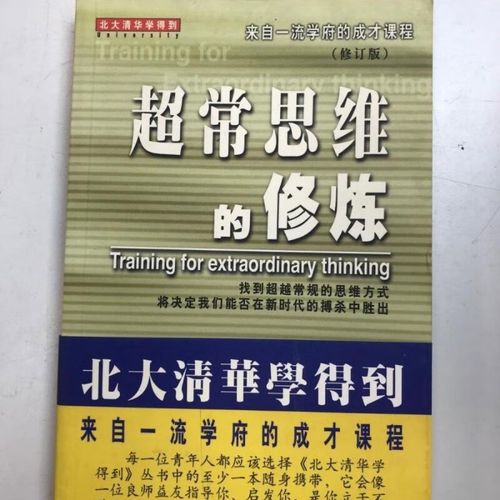 北大清华学得到
University
来自一流学府的成才课程
(修订版)
Training for
Extraordinary thinking
超常思维
的修炼
Training for extraordinary thinking
找到超越常规的思维方式
将决定我们能否在新时代的搏杀中胜出
北大清華學得到
来自一流学府的成才课程
每一位青年人都应该选择《北大清华学
得到》丛书中的至少一本随身携带,它会像
一位良师益友指导你、启发你